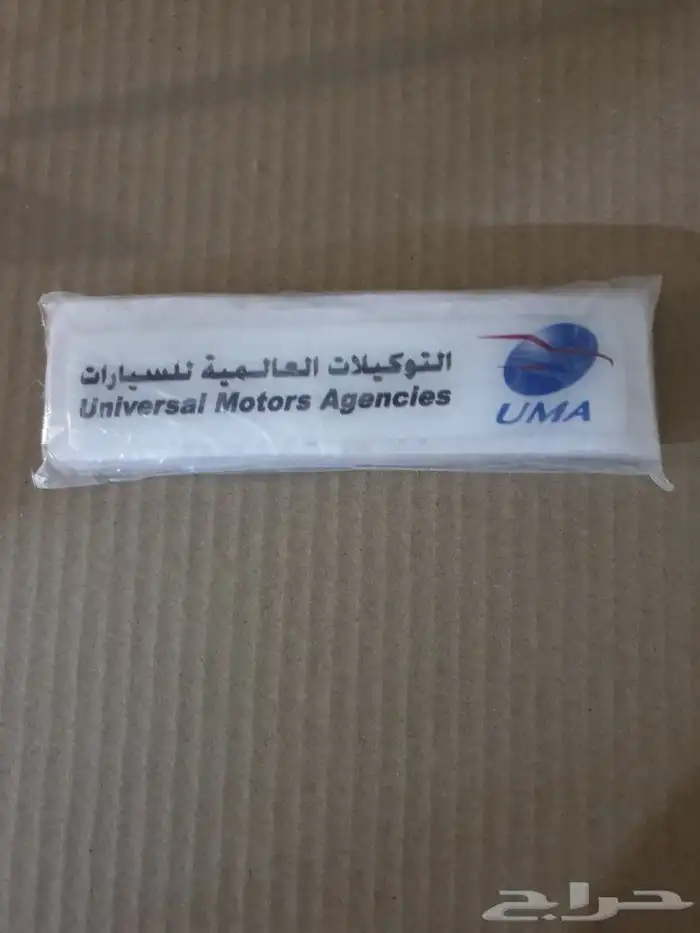 التوكيلات العالمية للسيارات
Universal Motors Agencies
UMA
حراج